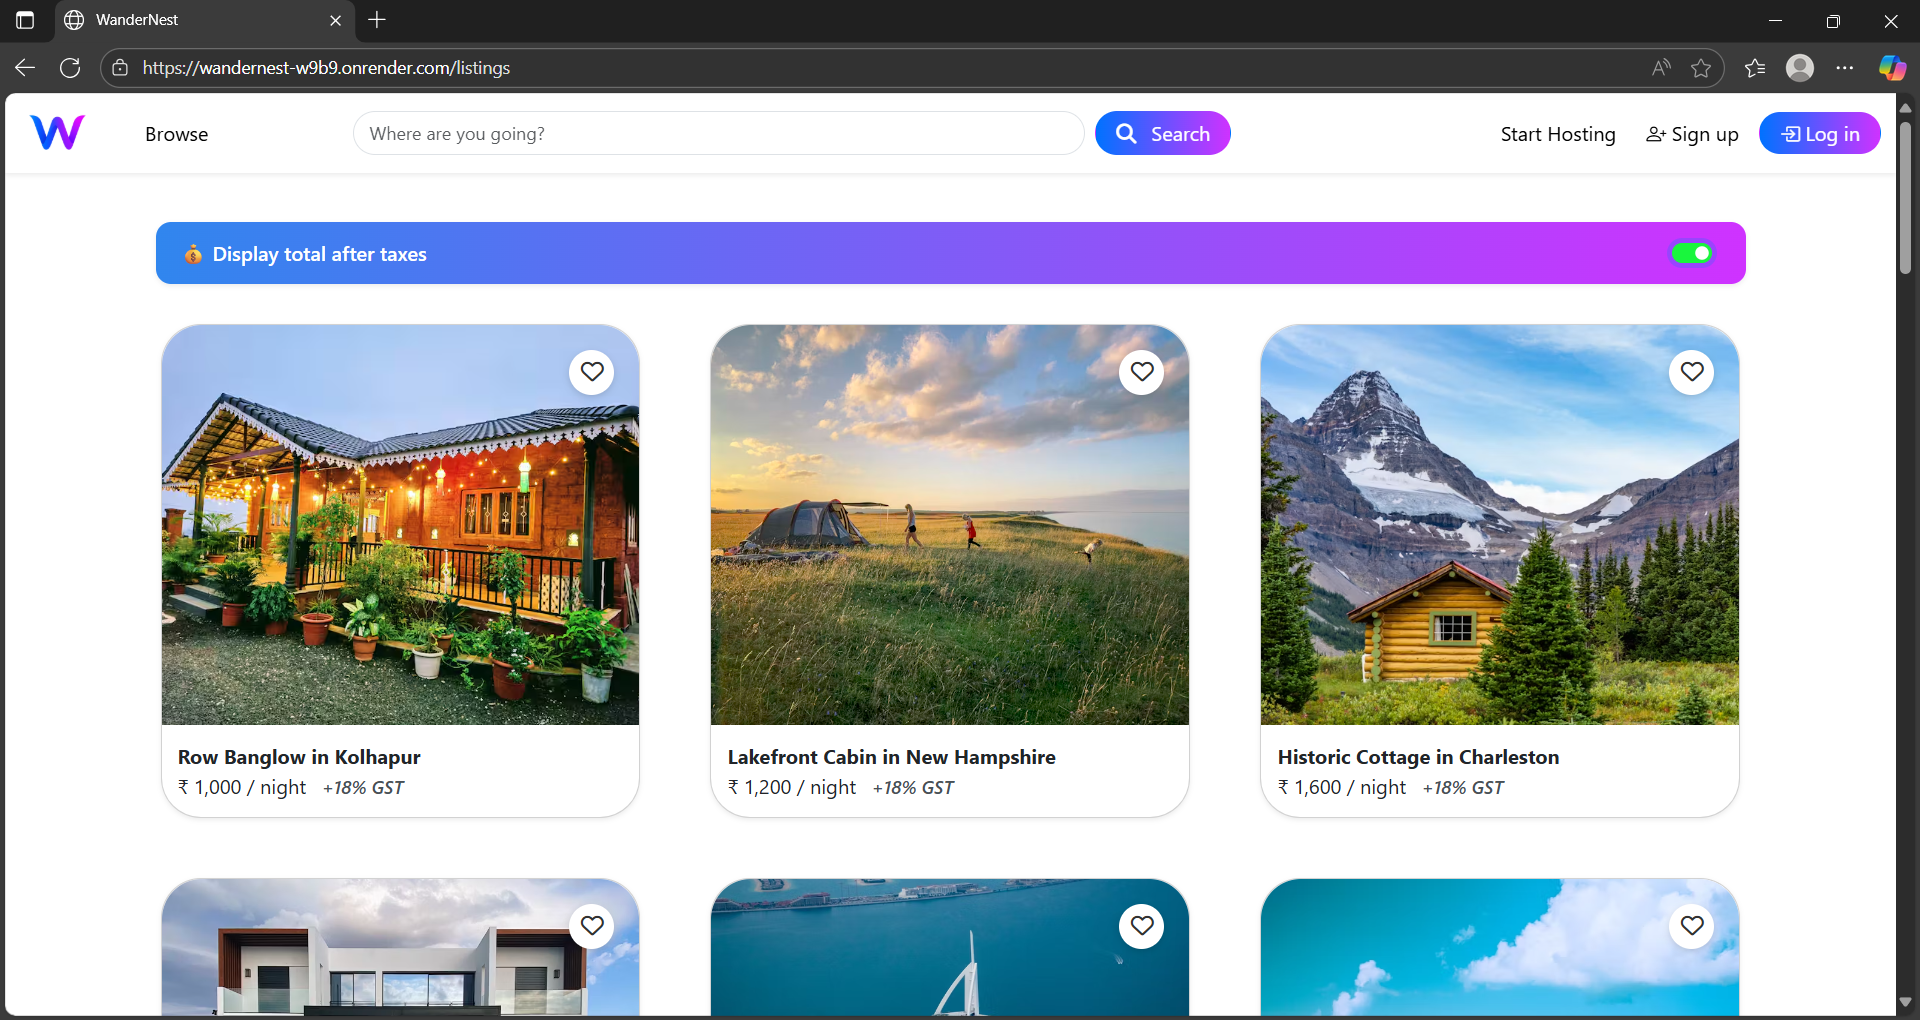 WanderNest
https://wandernest-w9b9.onrender.com/listings
W
Browse
Where are you going?
Search
Start Hosting
Sign up
Log in
Display total after taxes
Row Banglow in Kolhapur
₹ 1,000 / night +18% GST
Lakefront Cabin in New Hampshire
₹ 1,200 / night +18% GST
Historic Cottage in Charleston
₹ 1,600 / night +18% GST